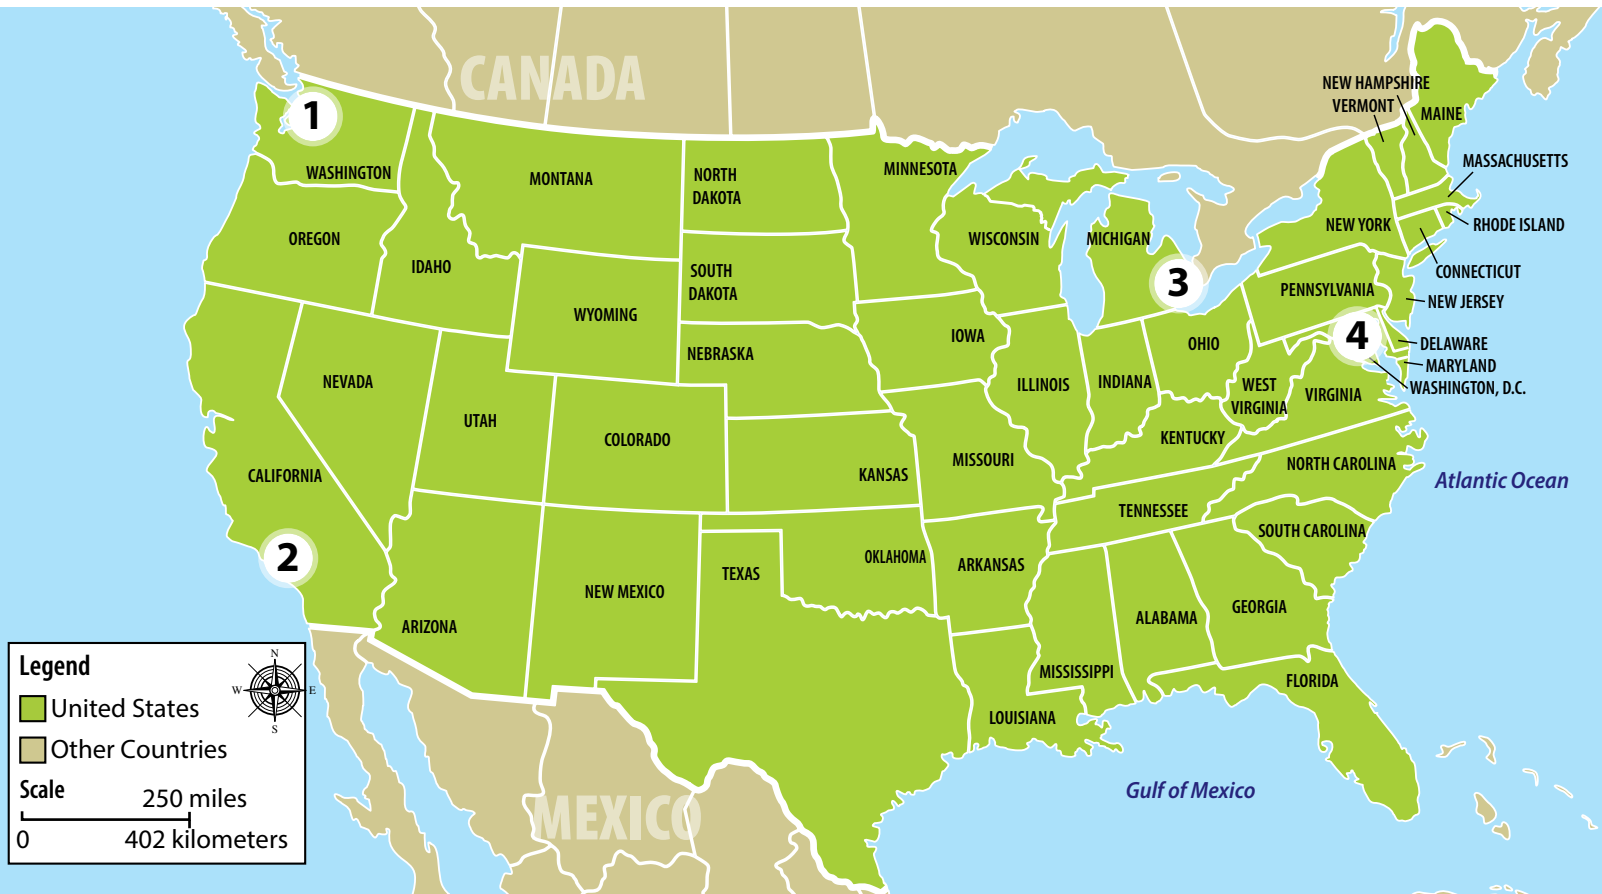 CANADA
NEW HAMPSHIRE
VERMONT
MAINE
1
WASHINGTON
MONTANA
NORTH
DAKOTA
MINNESOTA
MASSACHUSETTS
OREGON
IDAHO
WISCONSIN
MICHIGAN
NEW YORK
RHODE ISLAND
SOUTH
DAKOTA
3
CONNECTICUT
WYOMING
PENNSYLVANIA
NEW JERSEY
IOWA
OHIO
4
DELAWARE
MARYLAND
WASHINGTON, D.C.
NEBRASKA
NEVADA
UTAH
ILLINOIS
INDIANA
WEST
VIRGINIA
VIRGINIA
COLORADO
KENTUCKY
CALIFORNIA
KANSAS
MISSOURI
NORTH CAROLINA
Atlantic Ocean
TENNESSEE
SOUTH CAROLINA
2
OKLAHOMA
TEXAS
ARKANSAS
NEW MEXICO
ARIZONA
ALABAMA
GEORGIA
MISSISSIPPI
FLORIDA
LOUISIANA
Gulf of Mexico
MEXICO
Legend
N
W
E
S
United States
Other Countries
Scale
250 miles
0
402 kilometers